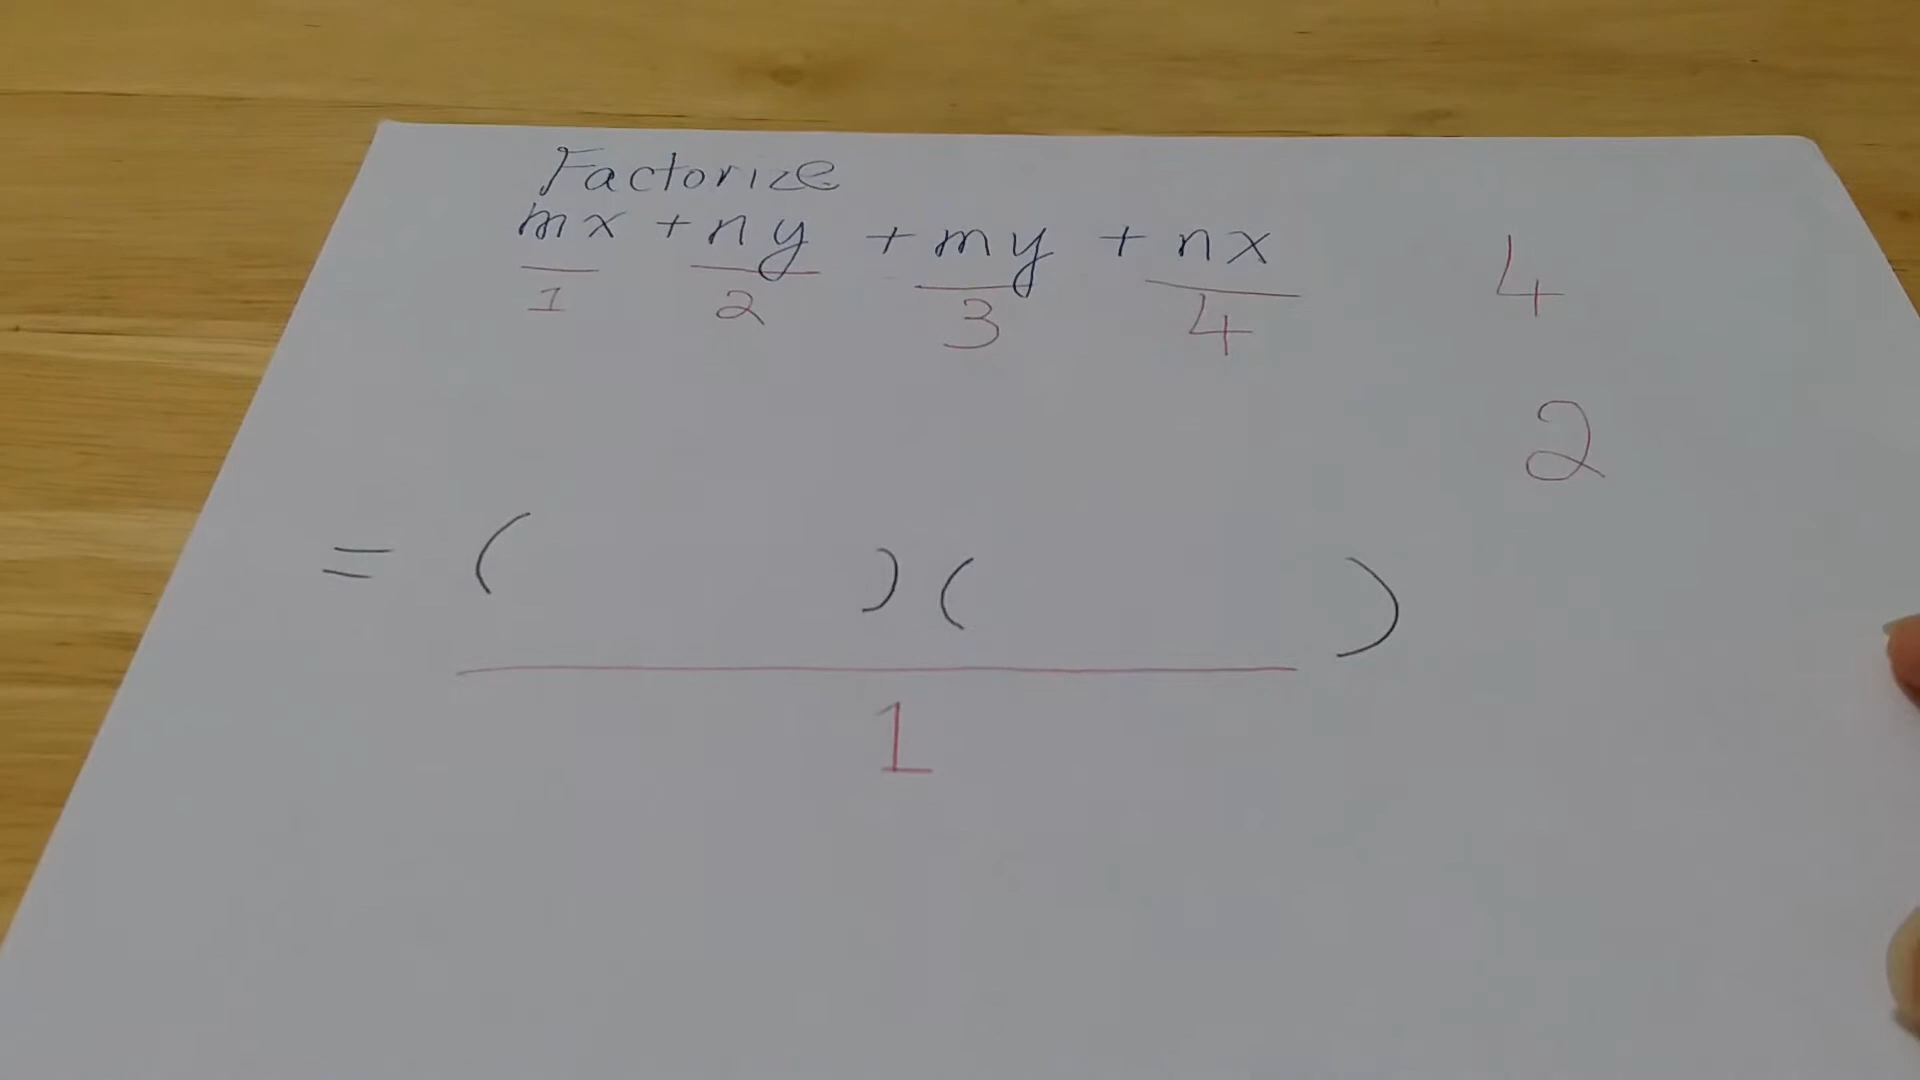 Factorize
mx + ny + my + nx
1 2 3 4 4
2
= ( ) ( )
1